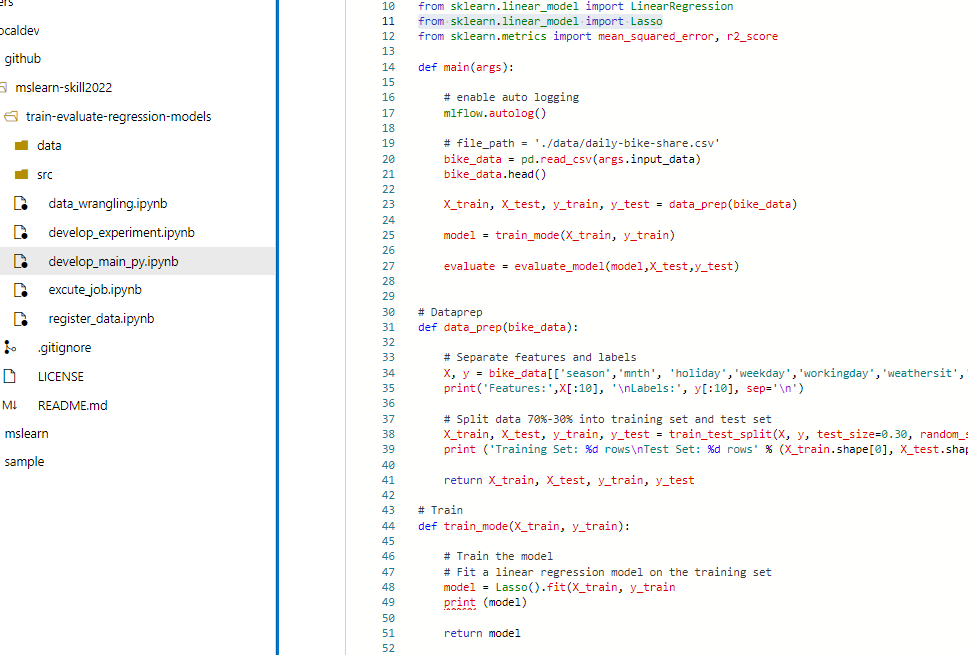 ers
ocaldev
github
mslearn-skill2022
train-evaluate-regression-models
data
src
data_wrangling.ipynb
develop_experiment.ipynb
develop_main_py.ipynb
excute_job.ipynb
register_data.ipynb
.gitignore
LICENSE
M↓ README.md
mslearn
sample
10 from sklearn.linear_model import LinearRegression
11 from sklearn.linear_model import Lasso
12 from sklearn.metrics import mean_squared_error, r2_score
13
14 def main(args):
15
16 # enable auto logging
17 mlflow.autolog()
18
19 # file_path = './data/daily-bike-share.csv'
20 bike_data = pd.read_csv(args.input_data)
21 bike_data.head()
22
23 X_train, X_test, y_train, y_test = data_prep(bike_data)
24
25 model = train_mode(X_train, y_train)
26
27 evaluate = evaluate_model(model,X_test,y_test)
28
29
30 # Dataprep
31 def data_prep(bike_data):
32
33 # Separate features and labels
34 X, y = bike_data[['season','mnth', 'holiday','weekday','workingday','weathersit','
35 print('Features:',X[:10], '\nLabels:', y[:10], sep='\n')
36
37 # Split data 70%-30% into training set and test set
38 X_train, X_test, y_train, y_test = train_test_split(X, y, test_size=0.30, random_s
39 print ('Training Set: %d rows\nTest Set: %d rows' % (X_train.shape[0], X_test.shap
40
41 return X_train, X_test, y_train, y_test
42
43 # Train
44 def train_mode(X_train, y_train):
45
46 # Train the model
47 # Fit a linear regression model on the training set
48 model = Lasso().fit(X_train, y_train
49 print (model)
50
51 return model
52